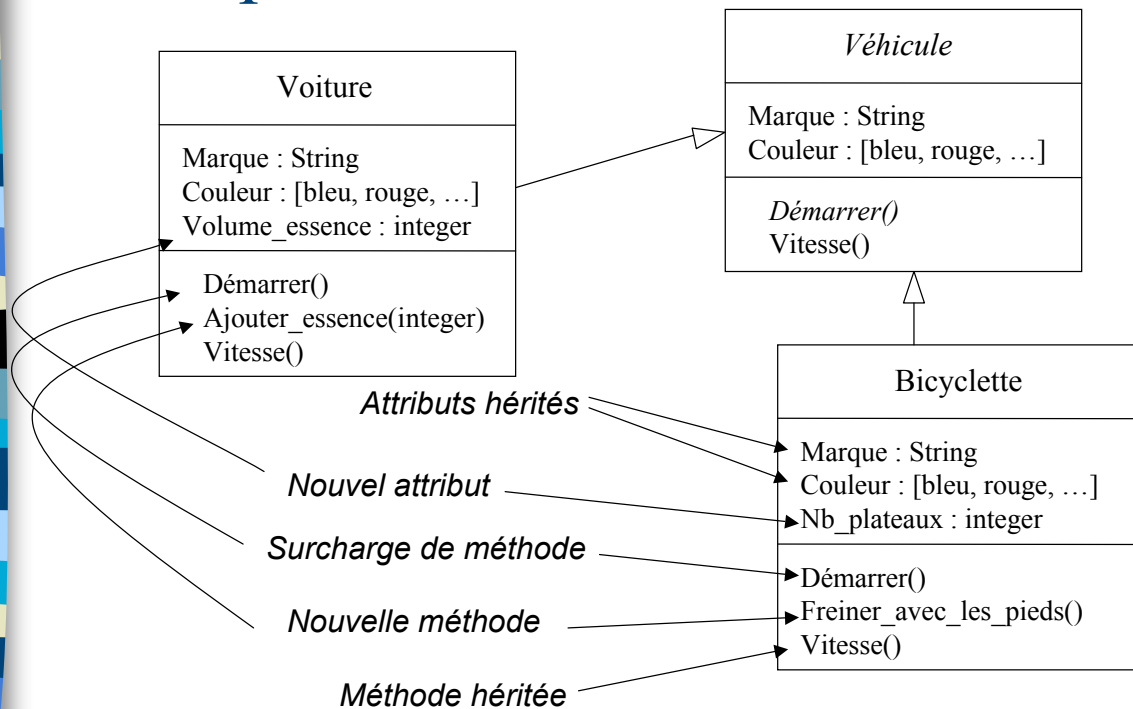 Voiture
Marque : String
Couleur : [bleu, rouge, …]
Volume_essence : integer
Démarrer()
Ajouter_essence(integer)
Vitesse()
Véhicule
Marque : String
Couleur : [bleu, rouge, …]
Démarrer()
Vitesse()
Bicyclette
Marque : String
Couleur : [bleu, rouge, …]
Nb_plateaux : integer
Démarrer()
Freiner_avec_les_pieds()
Vitesse()
Attributs hérités
Nouvel attribut
Surcharge de méthode
Nouvelle méthode
Méthode héritée